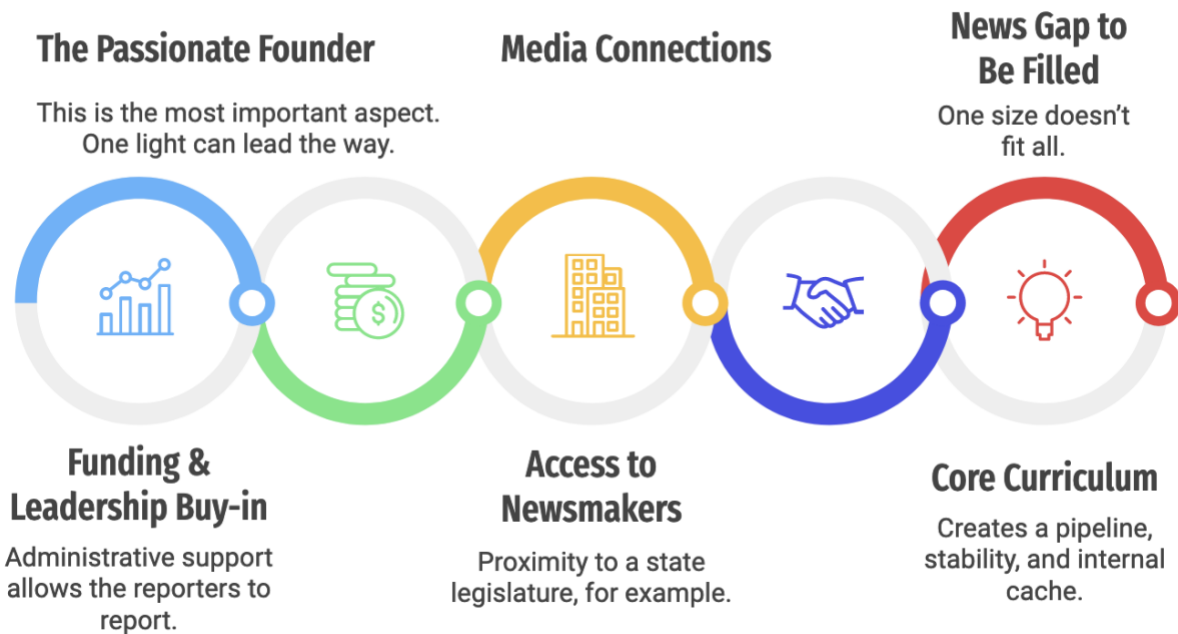 The Passionate Founder
This is the most important aspect.
One light can lead the way.
Media Connections
News Gap to
Be Filled
One size doesn’t
fit all.
$
Funding &
Leadership Buy-in
Administrative support
allows the reporters to
report.
Access to
Newsmakers
Proximity to a state
legislature, for example.
Core Curriculum
Creates a pipeline,
stability, and internal
cache.